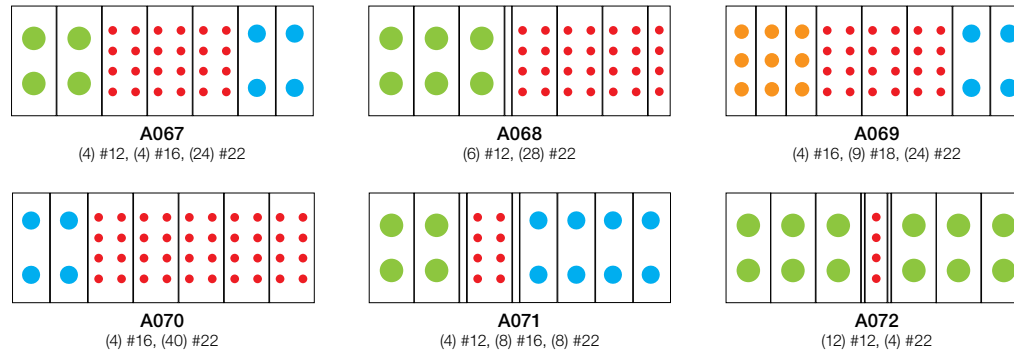 A067
(4) #12, (4) #16, (24) #22
A068
(6) #12, (28) #22
A069
(4) #16, (9) #18, (24) #22
A070
(4) #16, (40) #22
A071
(4) #12, (8) #16, (8) #22
A072
(12) #12, (4) #22